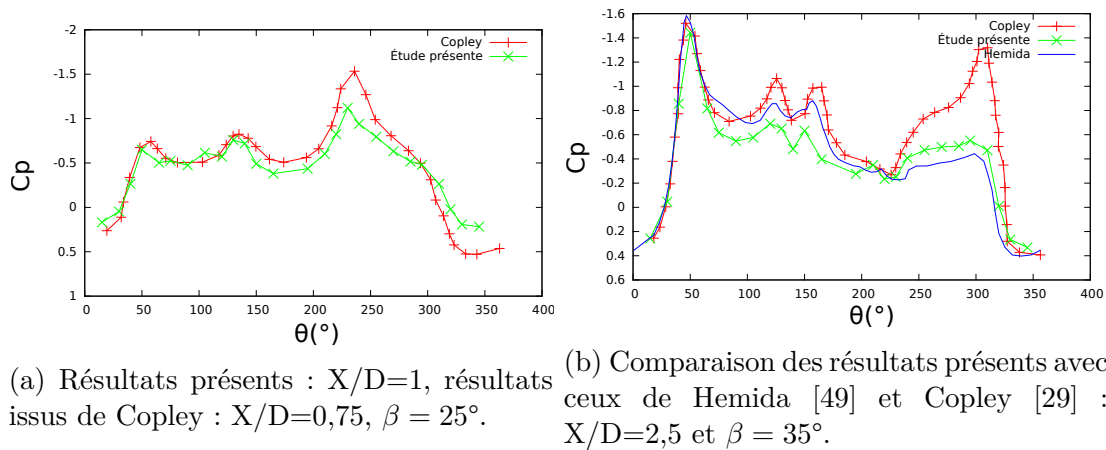 -2
-1.5
-1
-0.5
0
0.5
1
0 50 100 150 200 250 300 350 400
Cp
θ(°)
Copley
Étude présente
(a) Résultats présents : X/D=1, résultats
issus de Copley : X/D=0,75, β = 25°.
-1.6
-1.4
-1.2
-1
-0.8
-0.6
-0.4
-0.2
0
0.2
0.4
0.6
0 50 100 150 200 250 300 350 400
Cp
θ(°)
Copley
Étude présente
Hemida
(b) Comparaison des résultats présents avec
ceux de Hemida [49] et Copley [29] :
X/D=2,5 et β = 35°.